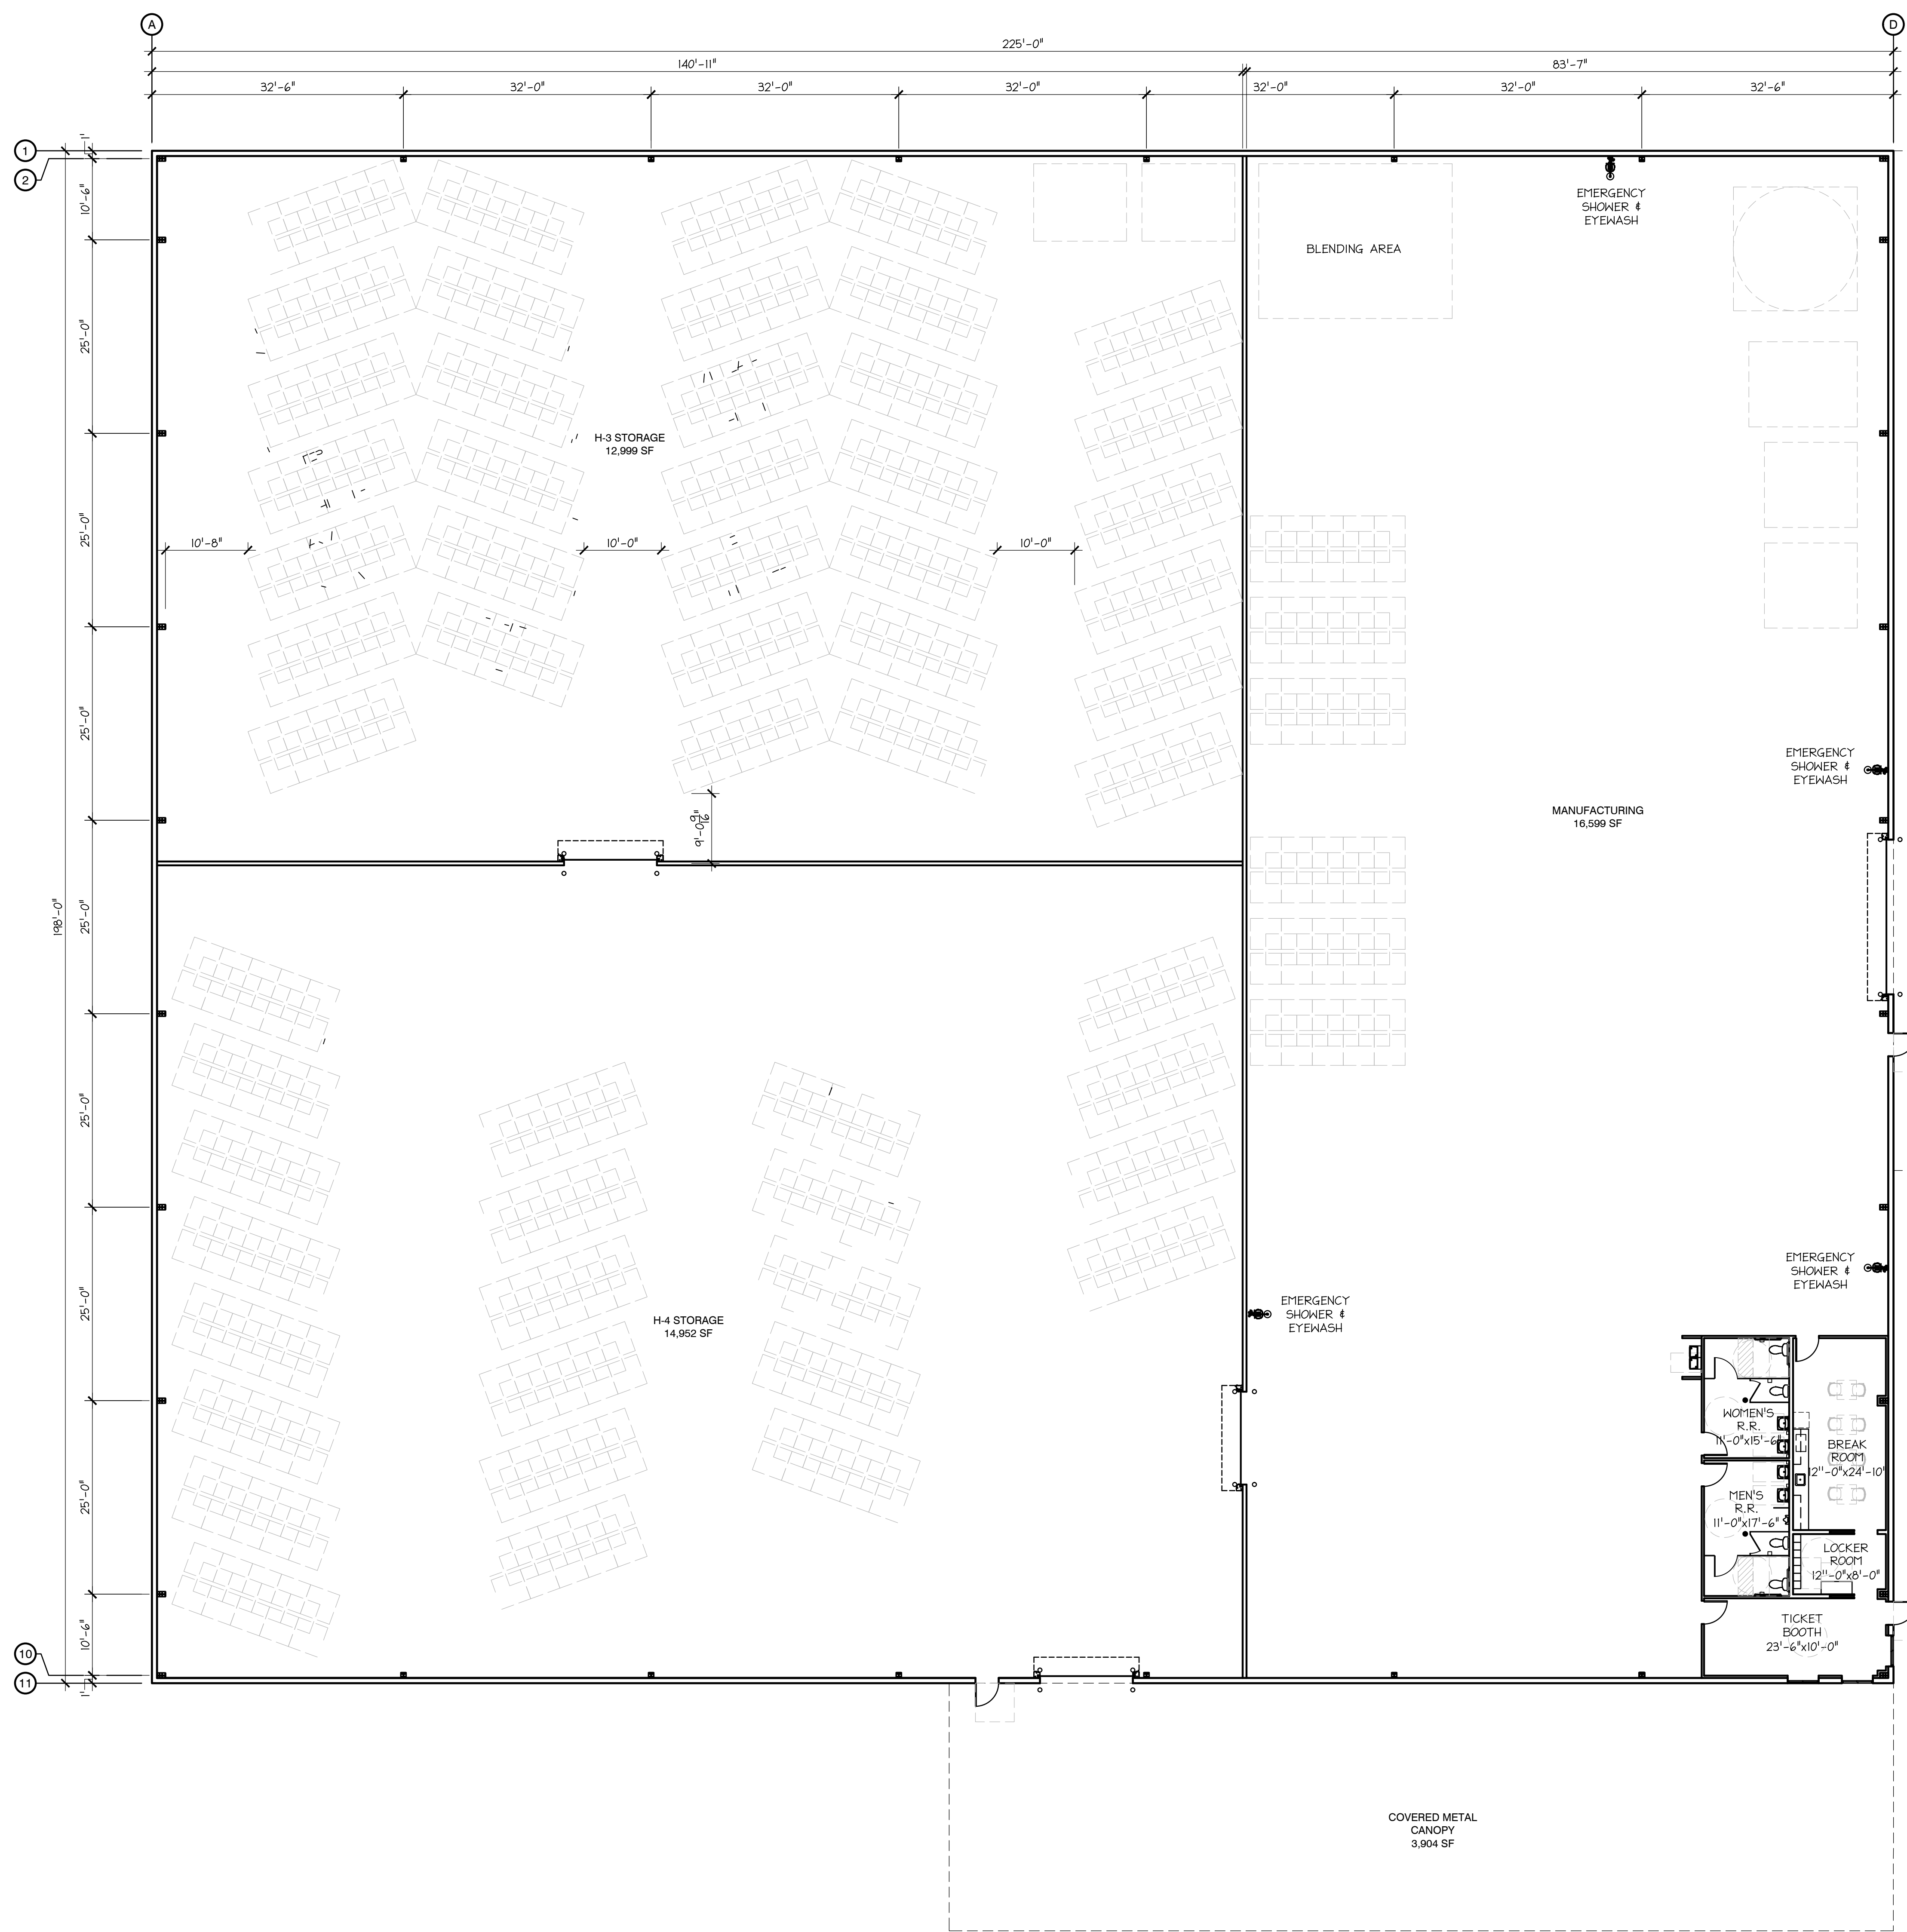 A
D
225'-0"
140'-11"
83'-7"
32'-6"
32'-0"
32'-0"
32'-0"
32'-0"
32'-0"
32'-6"
1
2
1'
10'-6"
25'-0"
25'-0"
25'-0"
25'-0"
25'-0"
25'-0"
25'-0"
10'-6"
1'
198'-0"
10
11
EMERGENCY
SHOWER &
EYEWASH
BLENDING AREA
H-3 STORAGE
12,999 SF
10'-8"
10'-0"
10'-0"
EMERGENCY
SHOWER &
EYEWASH
MANUFACTURING
16,599 SF
EMERGENCY
SHOWER &
EYEWASH
EMERGENCY
SHOWER &
EYEWASH
H-4 STORAGE
14,952 SF
WOMEN'S
R.R.
11'-0"x15'-6"
BREAK
ROOM
12''-0"x24'-10"
MEN'S
R.R.
11'-0"x17'-6"
LOCKER
ROOM
12''-0"x8'-0"
TICKET
BOOTH
23'-6"x10'-0"
COVERED METAL
CANOPY
3,904 SF